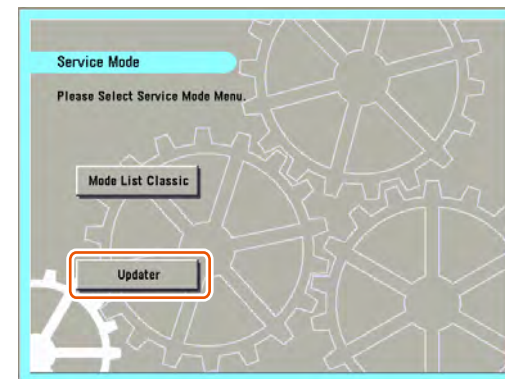 Service Mode
Please Select Service Mode Menu.
Mode List Classic
Updater